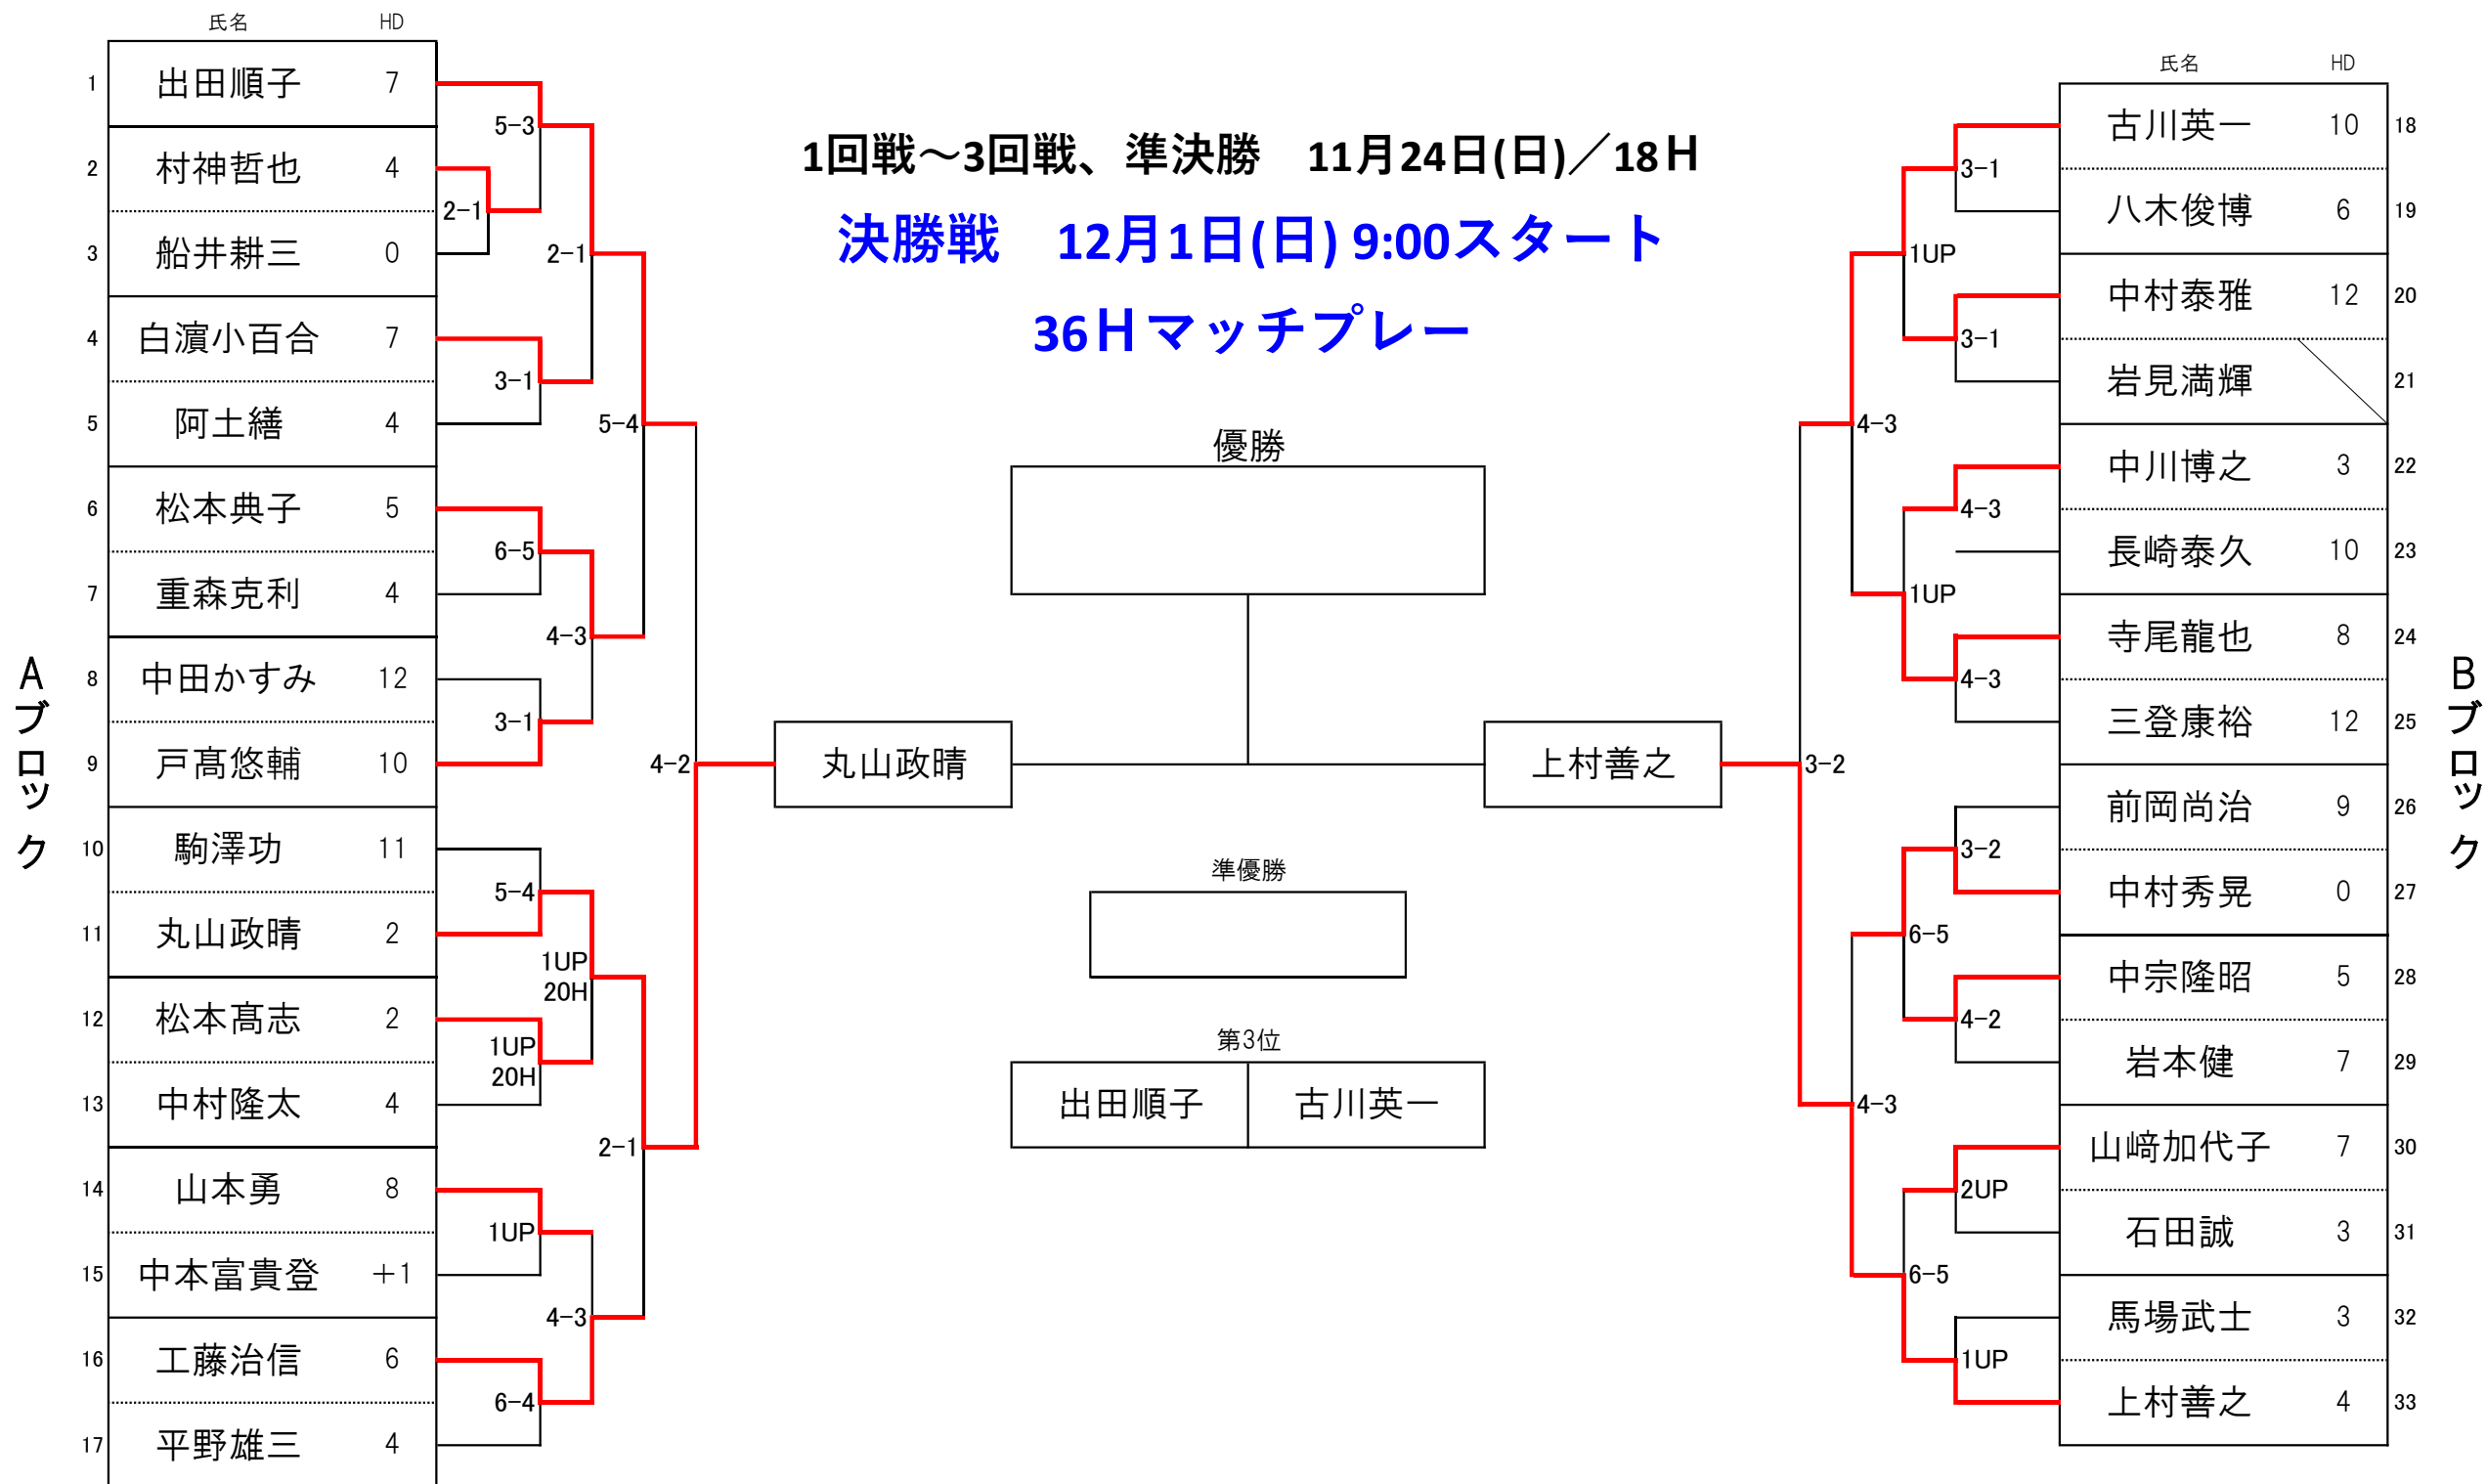 氏名 HD
1 出田順子 7
2 村神哲也 4
3 船井耕三 0
4 白濵小百合 7
5 阿土繕 4
6 松本典子 5
7 重森克利 4
8 中田かすみ 12
9 戸髙悠輔 10
10 駒澤功 11
11 丸山政晴 2
12 松本髙志 2
13 中村隆太 4
14 山本勇 8
15 中本富貴登 +1
16 工藤治信 6
17 平野雄三 4
Aブロック
2-1
5-3
3-1
6-5
3-1
5-4
1UP
20H
1UP
6-4
2-1
4-3
1UP
20H
4-3
5-4
2-1
4-2
1回戦～3回戦、準決勝 11月24日(日)／18H
決勝戦 12月1日(日) 9:00スタート
36Hマッチプレー
優勝
丸山政晴 上村善之
準優勝
第3位
出田順子 古川英一
3-2
4-3
4-3
1UP
1UP
6-5
6-5
3-1
3-1
4-3
4-3
3-2
4-2
2UP
1UP
氏名 HD
古川英一 10 18
八木俊博 6 19
中村泰雅 12 20
岩見満輝 21
中川博之 3 22
長崎泰久 10 23
寺尾龍也 8 24
三登康裕 12 25
前岡尚治 9 26
中村秀晃 0 27
中宗隆昭 5 28
岩本健 7 29
山﨑加代子 7 30
石田誠 3 31
馬場武士 3 32
上村善之 4 33
Bブロック